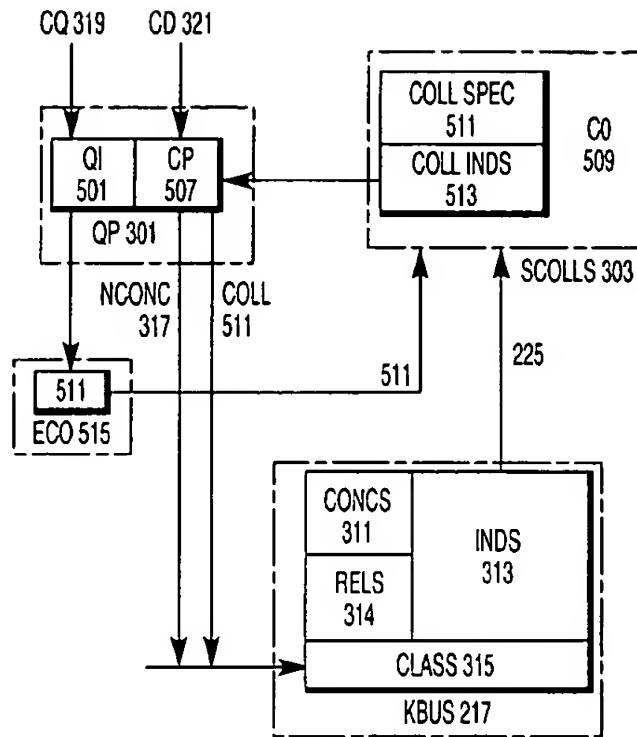 CQ 319
CD 321
COLL SPEC
511
COLL INDS
513
CO
509
QI
501
CP
507
QP 301
SCOLLS 303
NCONC
317
COLL
511
225
511
511
ECO 515
CONCS
311
INDS
313
RELS
314
CLASS 315
KBUS 217